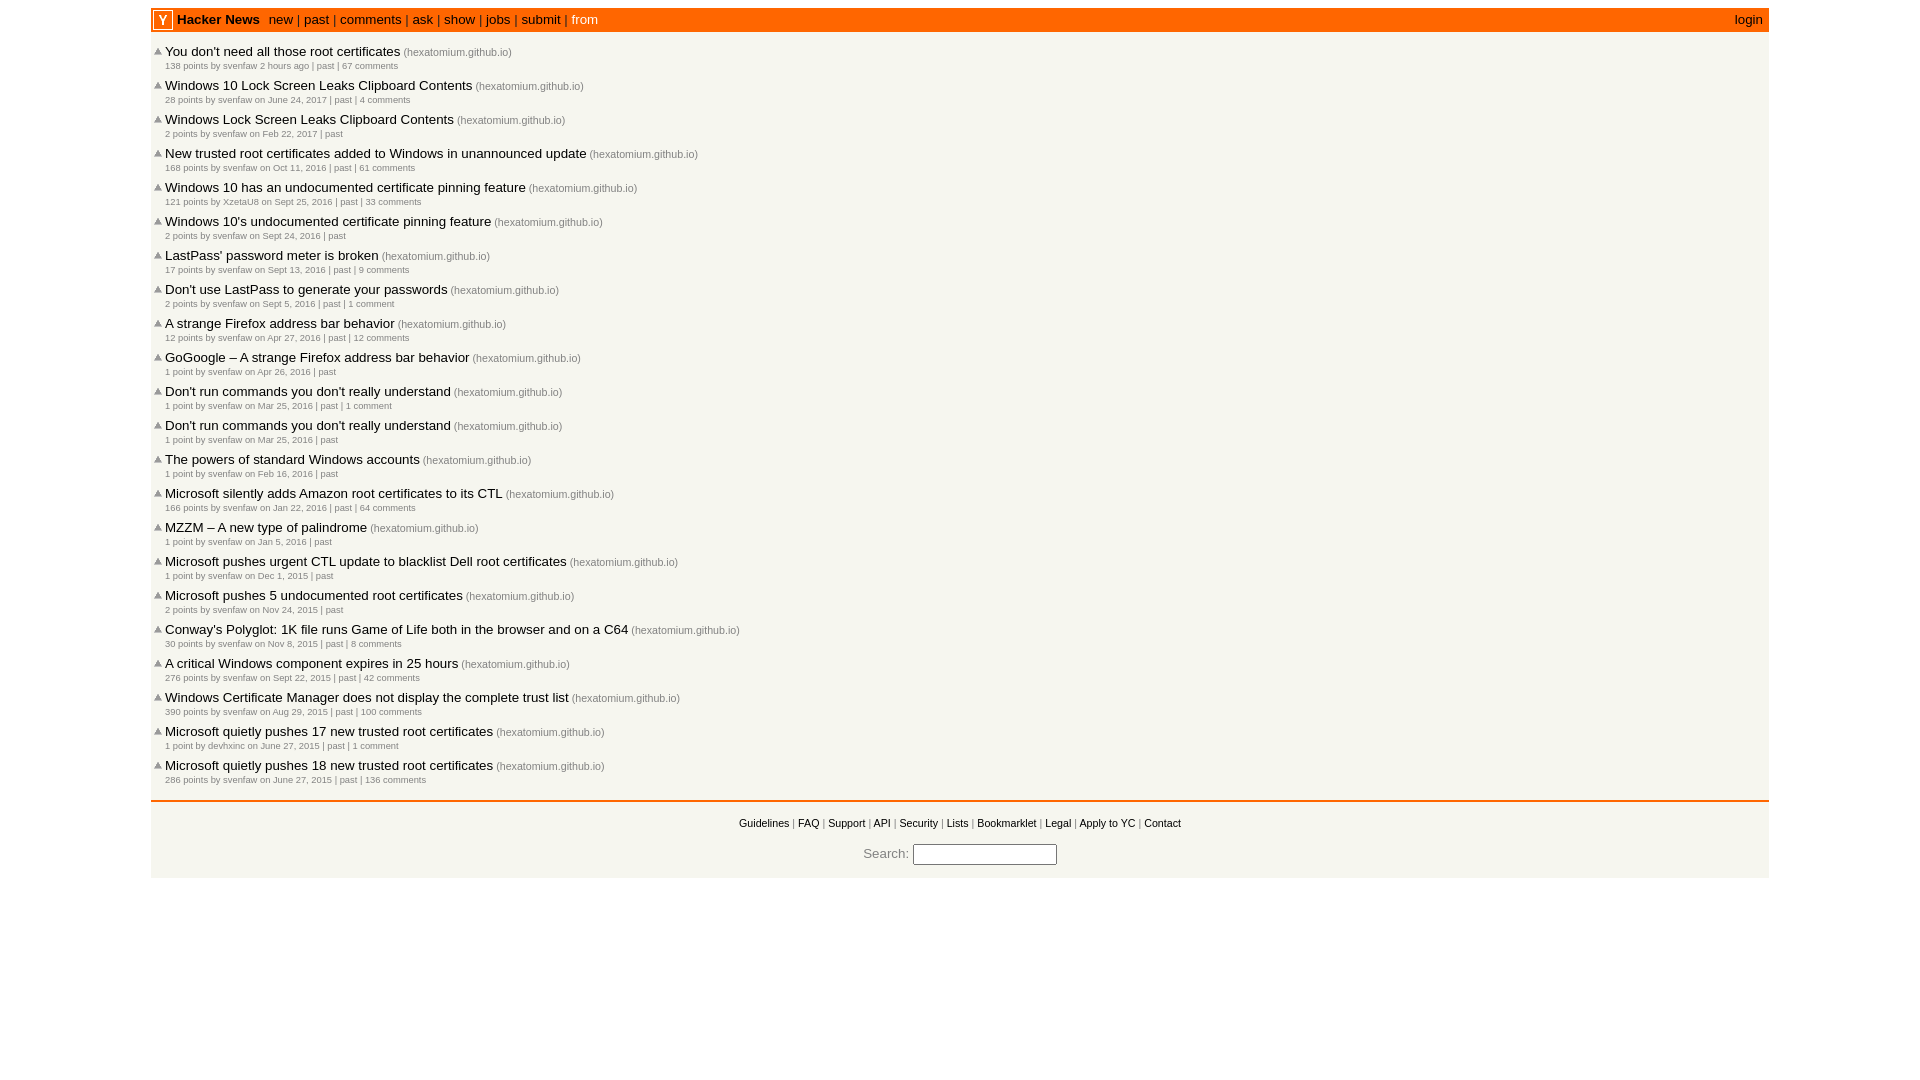 Y Hacker News new | past | comments | ask | show | jobs | submit | from login
You don't need all those root certificates (hexatomium.github.io)
138 points by svenfaw 2 hours ago | past | 67 comments
Windows 10 Lock Screen Leaks Clipboard Contents (hexatomium.github.io)
28 points by svenfaw on June 24, 2017 | past | 4 comments
Windows Lock Screen Leaks Clipboard Contents (hexatomium.github.io)
2 points by svenfaw on Feb 22, 2017 | past
New trusted root certificates added to Windows in unannounced update (hexatomium.github.io)
168 points by svenfaw on Oct 11, 2016 | past | 61 comments
Windows 10 has an undocumented certificate pinning feature (hexatomium.github.io)
121 points by XzetaU8 on Sept 25, 2016 | past | 33 comments
Windows 10's undocumented certificate pinning feature (hexatomium.github.io)
2 points by svenfaw on Sept 24, 2016 | past
LastPass' password meter is broken (hexatomium.github.io)
17 points by svenfaw on Sept 13, 2016 | past | 9 comments
Don't use LastPass to generate your passwords (hexatomium.github.io)
2 points by svenfaw on Sept 5, 2016 | past | 1 comment
A strange Firefox address bar behavior (hexatomium.github.io)
12 points by svenfaw on Apr 27, 2016 | past | 12 comments
GoGoogle – A strange Firefox address bar behavior (hexatomium.github.io)
1 point by svenfaw on Apr 26, 2016 | past
Don't run commands you don't really understand (hexatomium.github.io)
1 point by svenfaw on Mar 25, 2016 | past | 1 comment
Don't run commands you don't really understand (hexatomium.github.io)
1 point by svenfaw on Mar 25, 2016 | past
The powers of standard Windows accounts (hexatomium.github.io)
1 point by svenfaw on Feb 16, 2016 | past
Microsoft silently adds Amazon root certificates to its CTL (hexatomium.github.io)
166 points by svenfaw on Jan 22, 2016 | past | 64 comments
MZZM – A new type of palindrome (hexatomium.github.io)
1 point by svenfaw on Jan 5, 2016 | past
Microsoft pushes urgent CTL update to blacklist Dell root certificates (hexatomium.github.io)
1 point by svenfaw on Dec 1, 2015 | past
Microsoft pushes 5 undocumented root certificates (hexatomium.github.io)
2 points by svenfaw on Nov 24, 2015 | past
Conway's Polyglot: 1K file runs Game of Life both in the browser and on a C64 (hexatomium.github.io)
30 points by svenfaw on Nov 8, 2015 | past | 8 comments
A critical Windows component expires in 25 hours (hexatomium.github.io)
276 points by svenfaw on Sept 22, 2015 | past | 42 comments
Windows Certificate Manager does not display the complete trust list (hexatomium.github.io)
390 points by svenfaw on Aug 29, 2015 | past | 100 comments
Microsoft quietly pushes 17 new trusted root certificates (hexatomium.github.io)
1 point by devhxinc on June 27, 2015 | past | 1 comment
Microsoft quietly pushes 18 new trusted root certificates (hexatomium.github.io)
286 points by svenfaw on June 27, 2015 | past | 136 comments
Guidelines | FAQ | Support | API | Security | Lists | Bookmarklet | Legal | Apply to YC | Contact
Search: